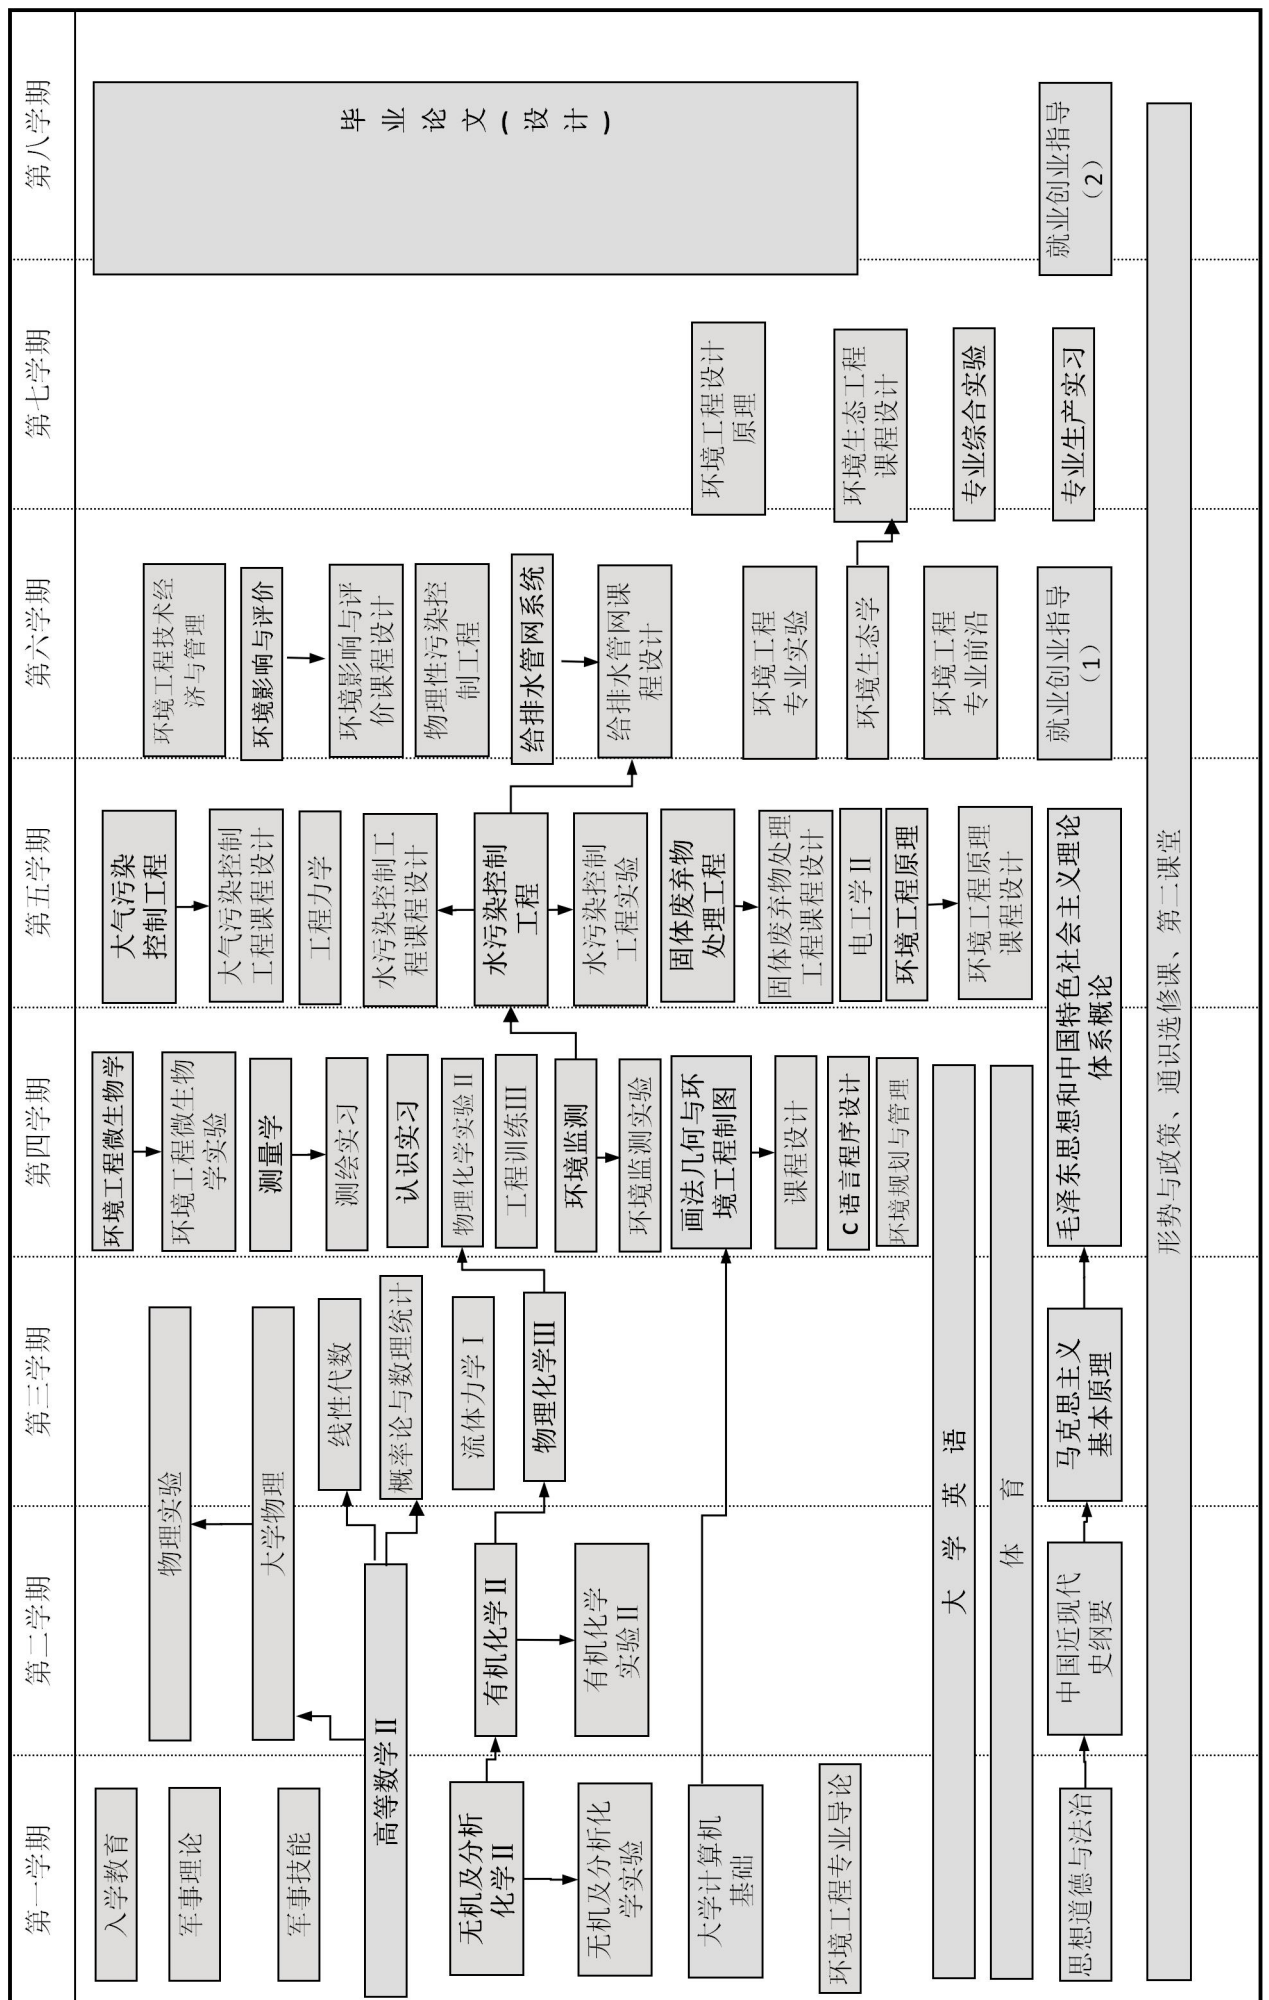 第一学期
入学教育
军事理论
军事技能
高等数学Ⅱ
无机及分析
化学Ⅱ
无机及分析化
学实验
大学计算机
基础
环境工程专业导论
大学英语
体育
思想道德与法治
形势与政策、通识选修课、第二课堂
第二学期
物理实验
大学物理
有机化学Ⅱ
有机化学
实验Ⅱ
中国近现代
史纲要
第三学期
线性代数
概率论与数理统计
流体力学Ⅰ
物理化学III
马克思主义
基本原理
第四学期
环境工程微生物学
环境工程微生物
学实验
测量学
测绘实习
认识实习
物理化学实验Ⅱ
工程训练III
环境监测
环境监测实验
画法几何与环
境工程制图
课程设计
C 语言程序设计
环境规划与管理
毛泽东思想和中国特色社会主义理论
体系概论
第五学期
大气污染
控制工程
大气污染控制
工程课程设计
工程力学
水污染控制工
程课程设计
水污染控制
工程
水污染控制
工程实验
固体废弃物
处理工程
固体废弃物处理
工程课程设计
电工学Ⅱ
环境工程原理
环境工程原理
课程设计
第六学期
环境工程技术经
济与管理
环境影响与评价
环境影响与评
价课程设计
物理性污染控
制工程
给排水管网系统
给排水管网课
程设计
环境工程
专业实验
环境生态学
环境工程
专业前沿
就业创业指导
（1）
第七学期
环境工程设计
原理
环境生态工程
课程设计
专业综合实验
专业生产实习
第八学期
毕业论文(设计)
就业创业指导
（2）